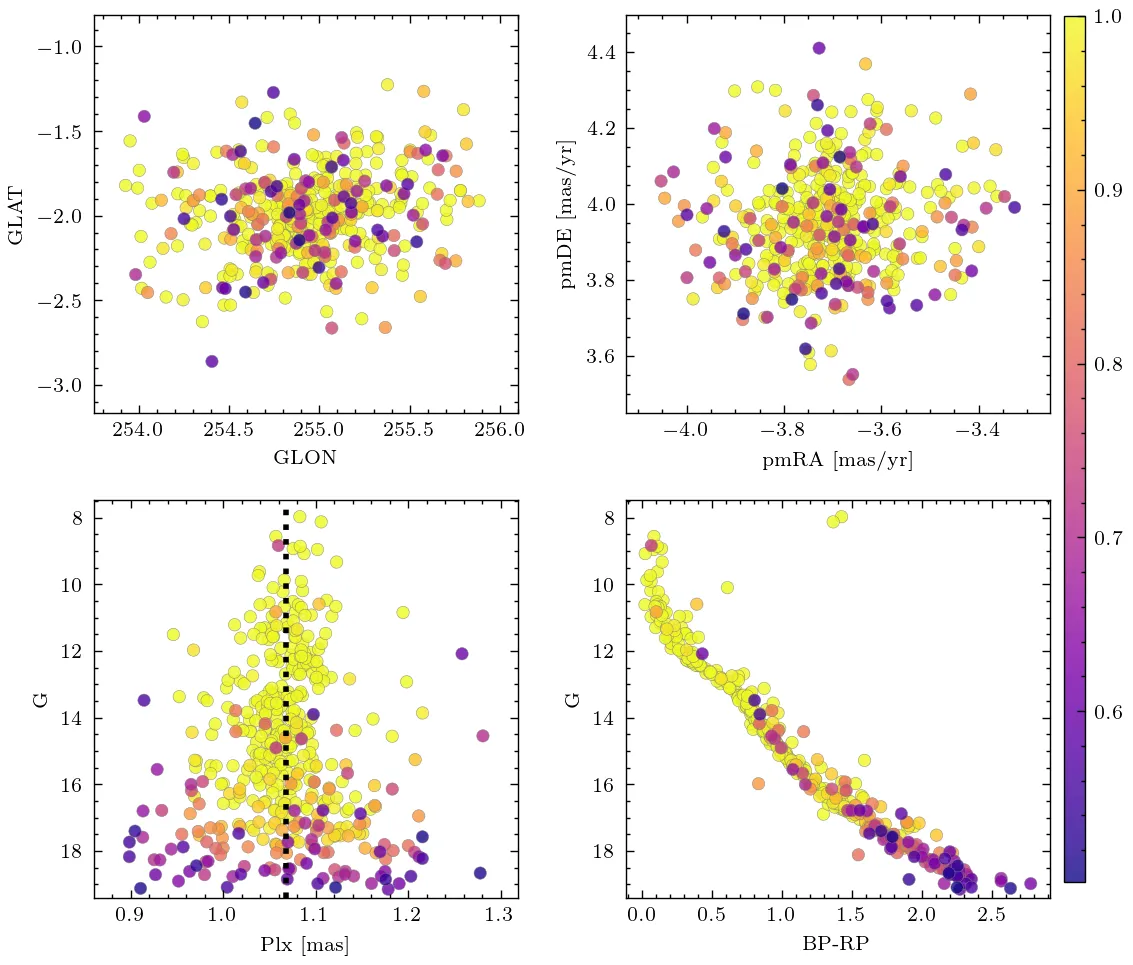 −1.0
−1.5
−2.0
−2.5
−3.0
GLAT
254.0 254.5 255.0 255.5 256.0
GLON
4.4
4.2
4.0
3.8
3.6
pmDE [mas/yr]
−4.0 −3.8 −3.6 −3.4
pmRA [mas/yr]
1.0
0.9
0.8
0.7
0.6
8
10
12
14
16
18
G
0.9 1.0 1.1 1.2 1.3
Plx [mas]
8
10
12
14
16
18
G
0.0 0.5 1.0 1.5 2.0 2.5
BP-RP